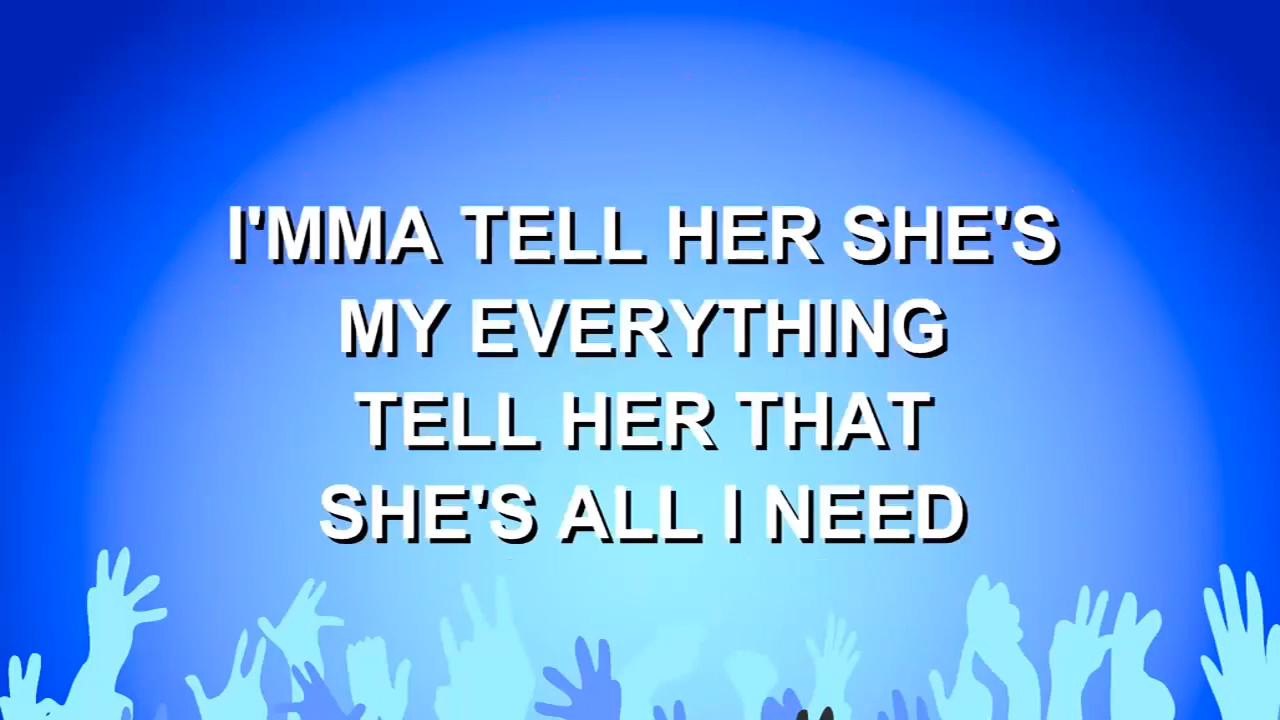 I'MMA TELL HER SHE'S
MY EVERYTHING
TELL HER THAT
SHE'S ALL I NEED